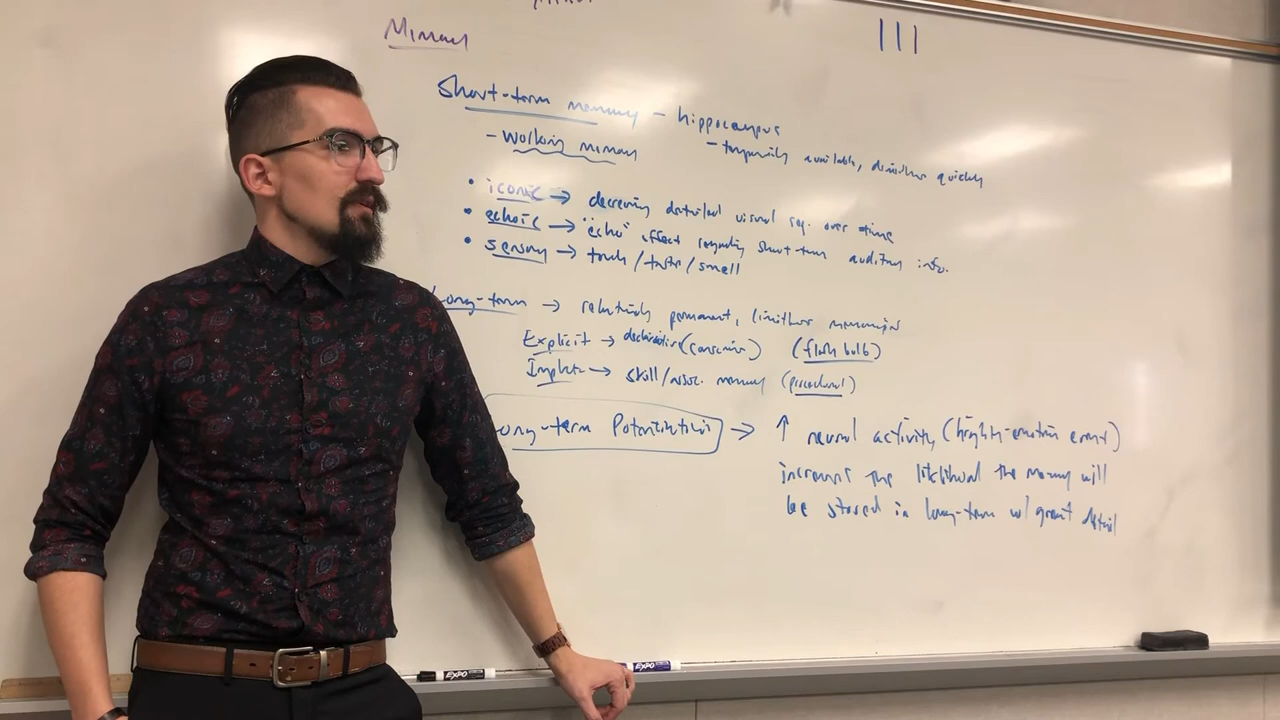 Memory
III
Short-term memory - hippocampus
- working memory
- temporarily available, diminishes quickly
• iconic → decreasing detailed visual rep. over time
• echoic → "echo" effect regarding short-term auditory info.
• sensory → touch/taste/smell
Long-term → relatively permanent, limitless memories
Explicit → declarative (conscious) (flash bulb)
Implicit → skill/assoc. memory (procedural)
ong-term Potentiation → ↑ neural activity (highly-emotion event)
increases the likelihood the memory will
be stored in long-term w/ great detail
EXPO
EXPO